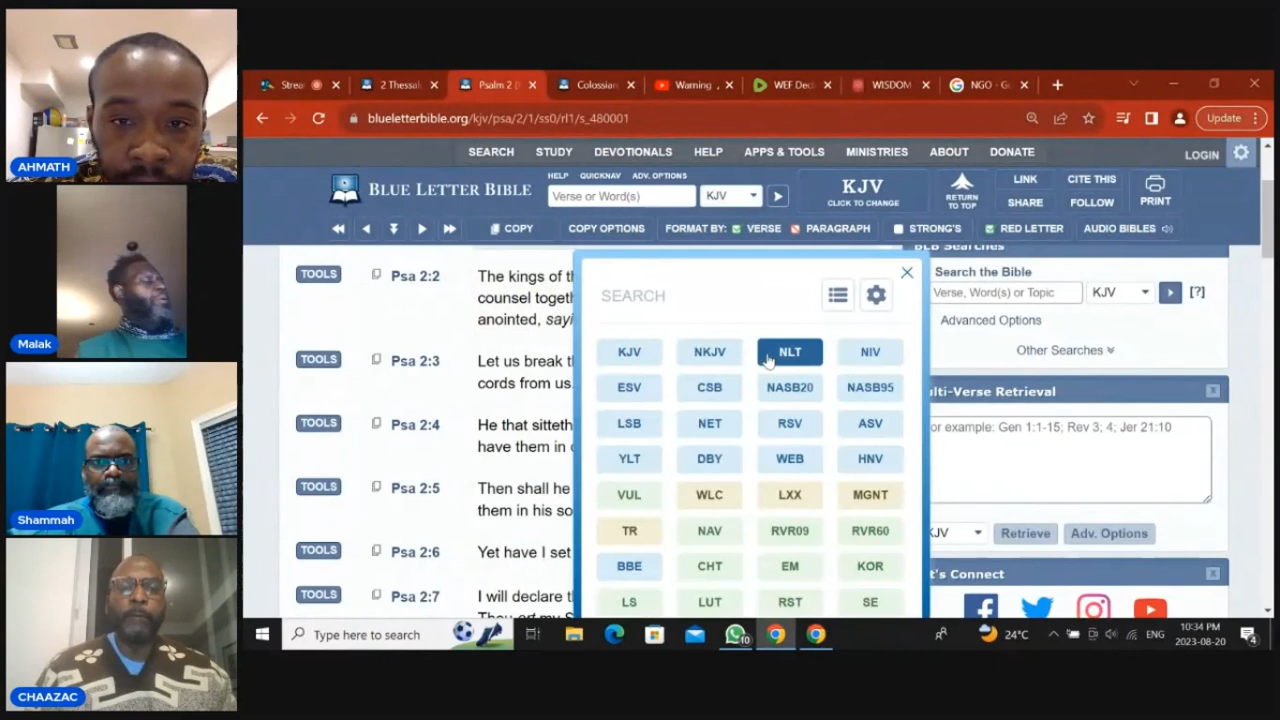 AHMATH
Malak
Shammah
CHAAZAC
Strea
2 Thessal
Psalm 2 (
Colossian
Warning ,
WEF Dec
WISDOM
NGO - G
blueletterbible.org/kjv/psa/2/1/ss0/rl1/s_480001
Update
SEARCH STUDY DEVOTIONALS HELP APPS & TOOLS MINISTRIES ABOUT DONATE
LOGIN
BLUE LETTER BIBLE
HELP QUICKNAV ADV. OPTIONS
Verse or Word(s) KJV
KJV
CLICK TO CHANGE
RETURN
TO TOP
LINK CITE THIS
SHARE FOLLOW
PRINT
COPY COPY OPTIONS FORMAT BY: VERSE PARAGRAPH STRONG'S RED LETTER AUDIO BIBLES
TOOLS Psa 2:2 The kings of th
counsel togeth
anointed, sayi
TOOLS Psa 2:3 Let us break t
cords from us.
TOOLS Psa 2:4 He that sitteth
have them in
TOOLS Psa 2:5 Then shall he
them in his so
TOOLS Psa 2:6 Yet have I set
TOOLS Psa 2:7 I will declare t
SEARCH
KJV NKJV NLT NIV
ESV CSB NASB20 NASB95
LSB NET RSV ASV
YLT DBY WEB HNV
VUL WLC LXX MGNT
TR NAV RVR09 RVR60
BBE CHT EM KOR
LS LUT RST SE
BLB Searches
Search the Bible
Verse, Word(s) or Topic KJV [?]
Advanced Options
Other Searches
ulti-Verse Retrieval
or example: Gen 1:1-15; Rev 3; 4; Jer 21:10
KJV Retrieve Adv. Options
t's Connect
Type here to search
10
24°C
ENG
10:34 PM
2023-08-20
4